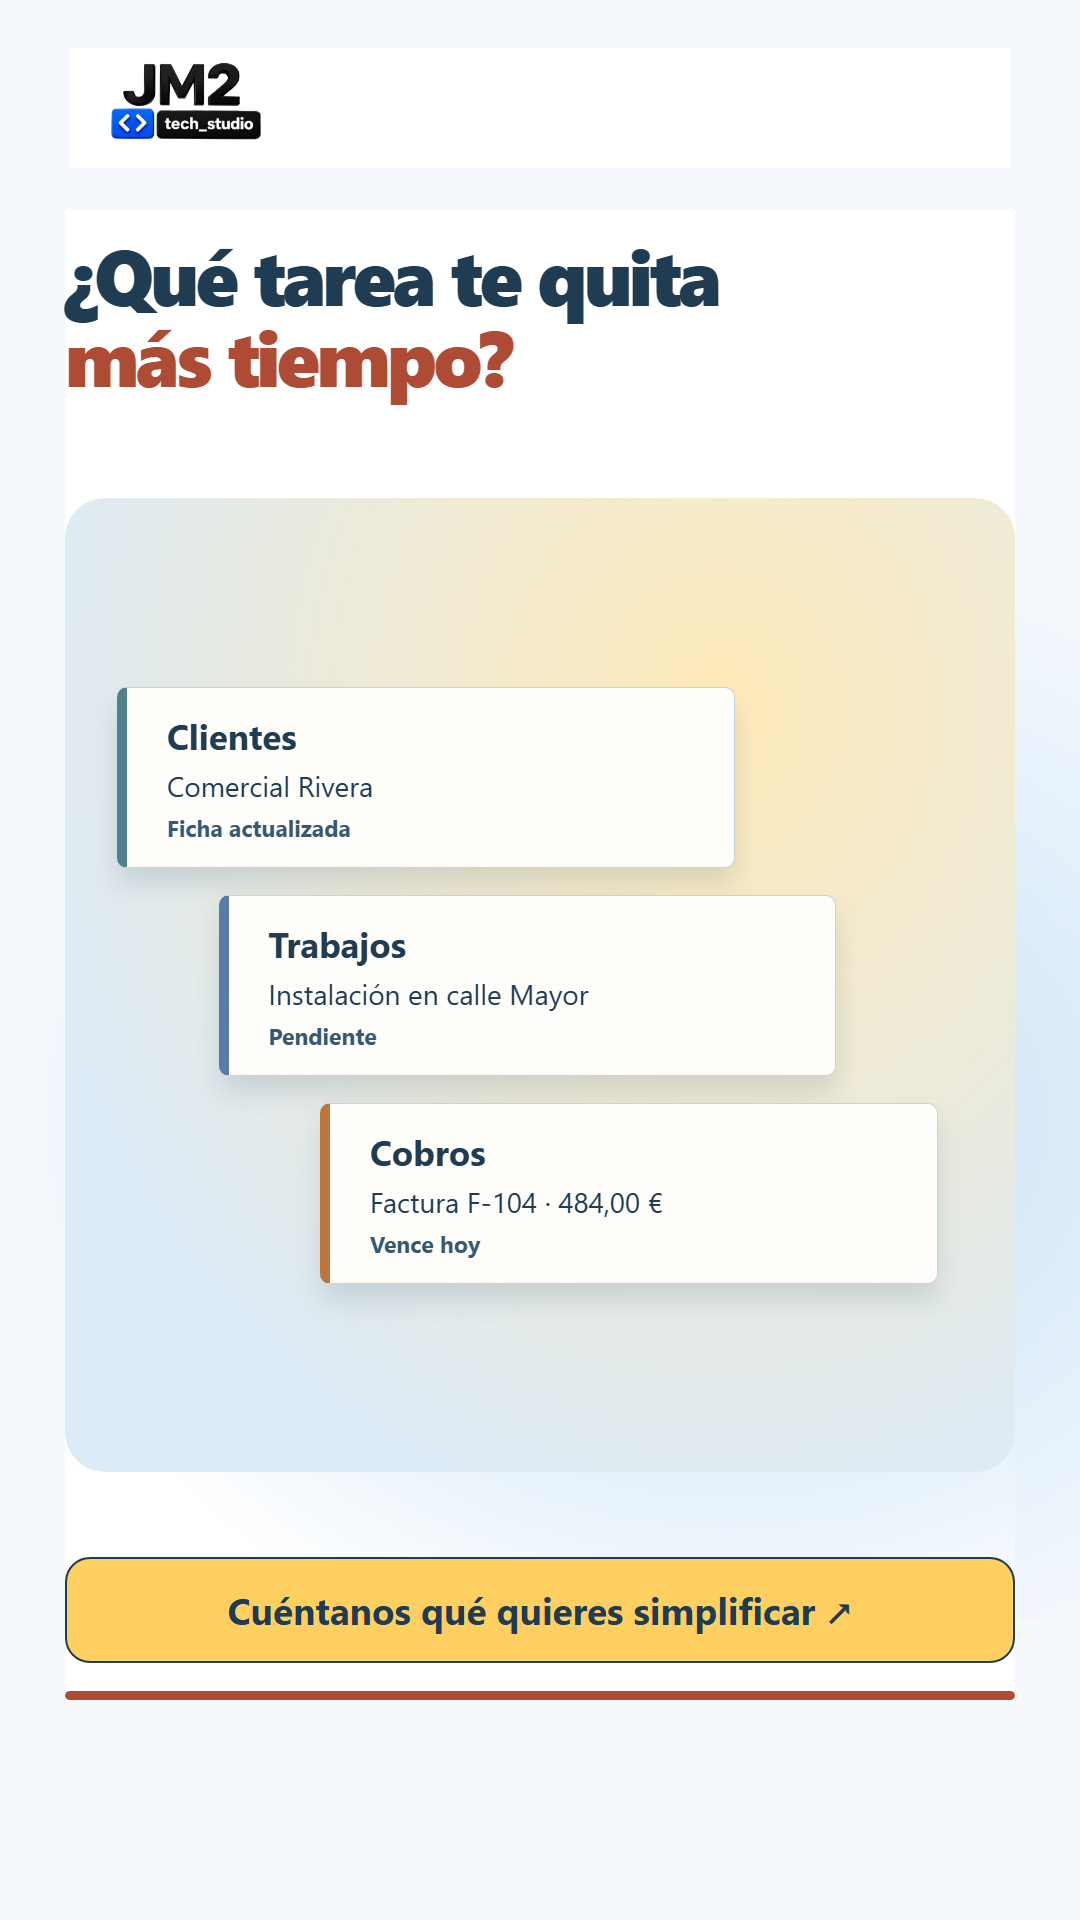 JM2
<> tech_studio
¿Qué tarea te quita
más tiempo?
Clientes
Comercial Rivera
Ficha actualizada
Trabajos
Instalación en calle Mayor
Pendiente
Cobros
Factura F-104 · 484,00 €
Vence hoy
Cuéntanos qué quieres simplificar ↗